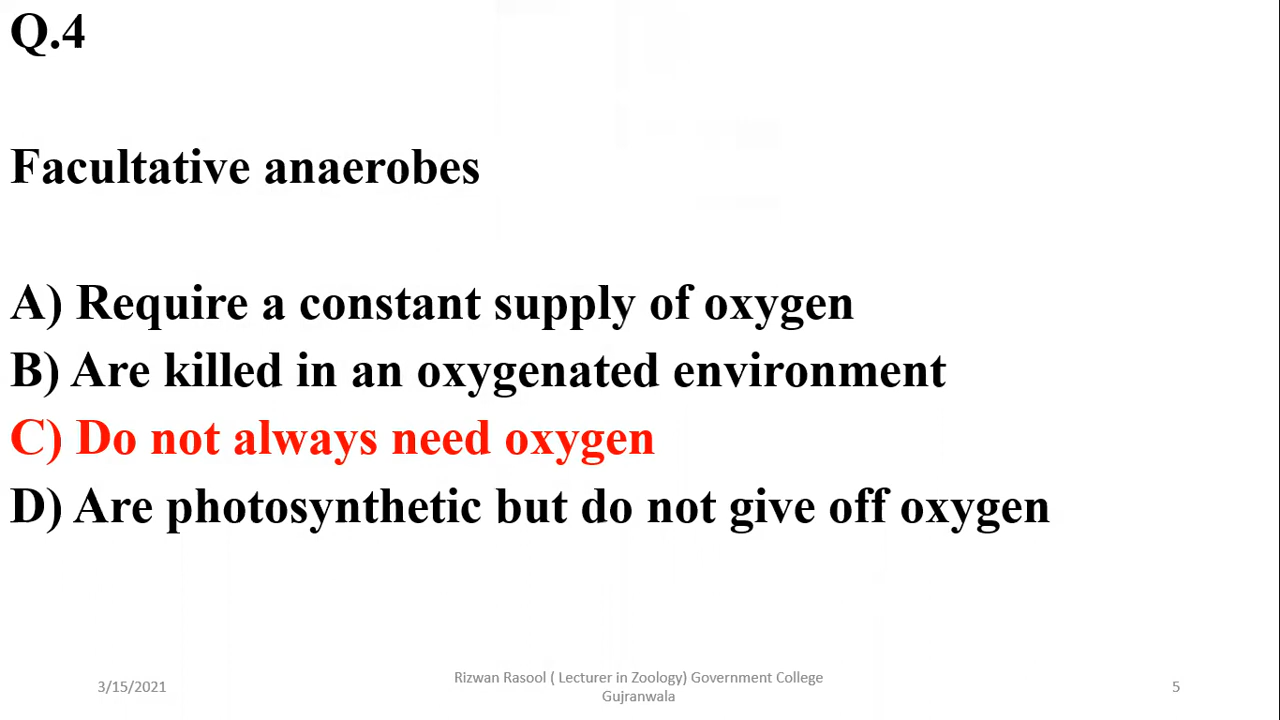 Q.4
Facultative anaerobes
A) Require a constant supply of oxygen
B) Are killed in an oxygenated environment
C) Do not always need oxygen
D) Are photosynthetic but do not give off oxygen
3/15/2021
Rizwan Rasool ( Lecturer in Zoology) Government College
Gujranwala
5